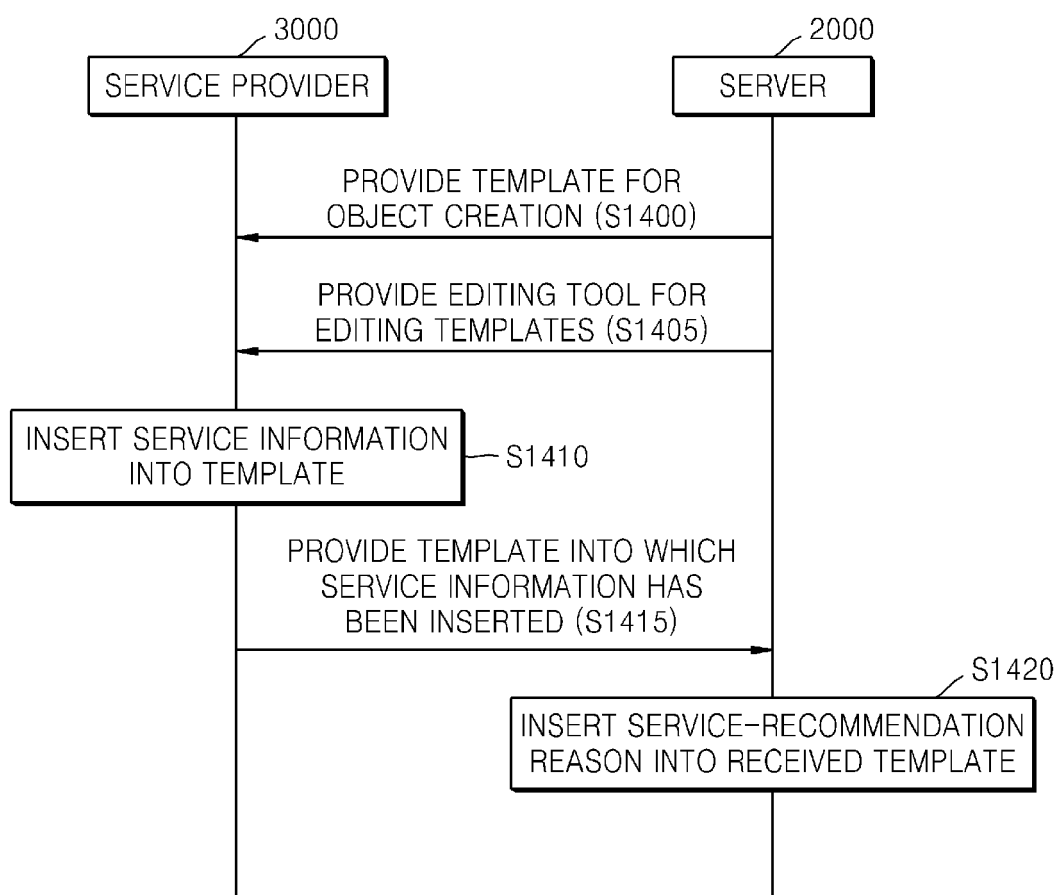 3000
2000
SERVICE PROVIDER
SERVER
PROVIDE TEMPLATE FOR
OBJECT CREATION (S1400)
PROVIDE EDITING TOOL FOR
EDITING TEMPLATES (S1405)
INSERT SERVICE INFORMATION
INTO TEMPLATE
S1410
PROVIDE TEMPLATE INTO WHICH
SERVICE INFORMATION HAS
BEEN INSERTED (S1415)
S1420
INSERT SERVICE-RECOMMENDATION
REASON INTO RECEIVED TEMPLATE